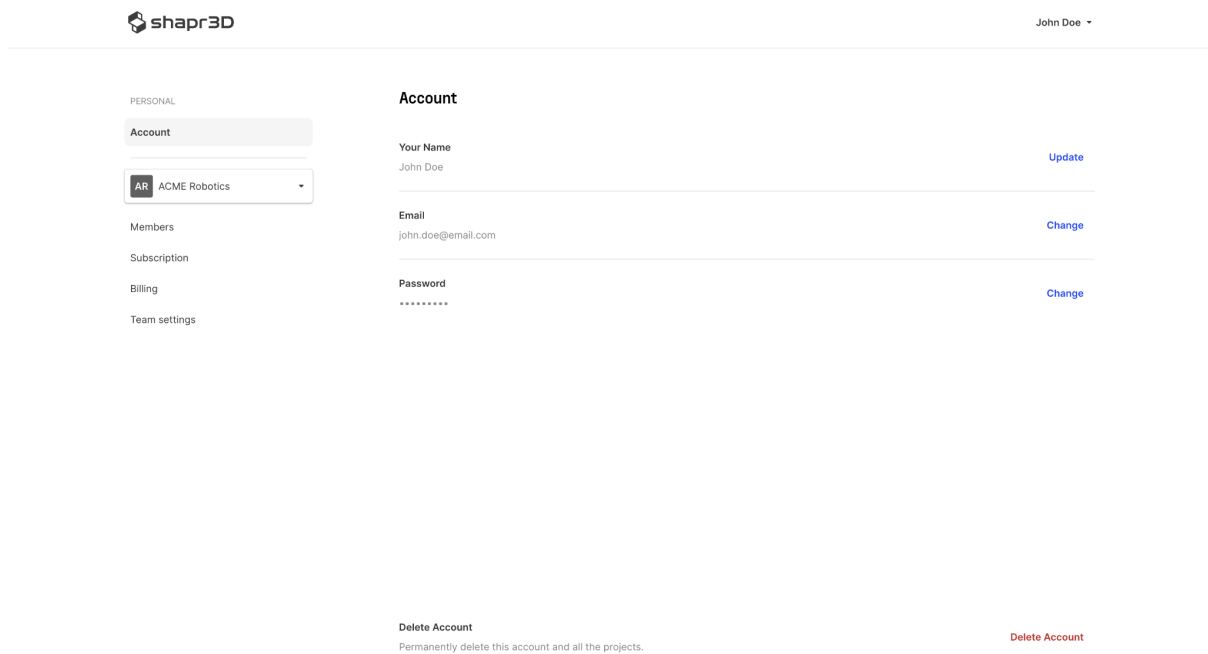 shapr3D
John Doe
PERSONAL
Account
AR ACME Robotics
Members
Subscription
Billing
Team settings
Account
Your Name
John Doe
Update
Email
john.doe@email.com
Change
Password
•••••••••
Change
Delete Account
Permanently delete this account and all the projects.
Delete Account